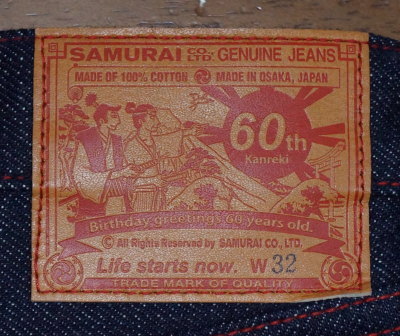 SAMURAI CO., LTD. GENUINE JEANS
MADE OF 100% COTTON MADE IN OSAKA, JAPAN
60th
Kanreki
Birthday greetings 60 years old.
© All Rights Reserved by SAMURAI CO., LTD.
Life starts now. W 32
TRADE MARK OF QUALITY